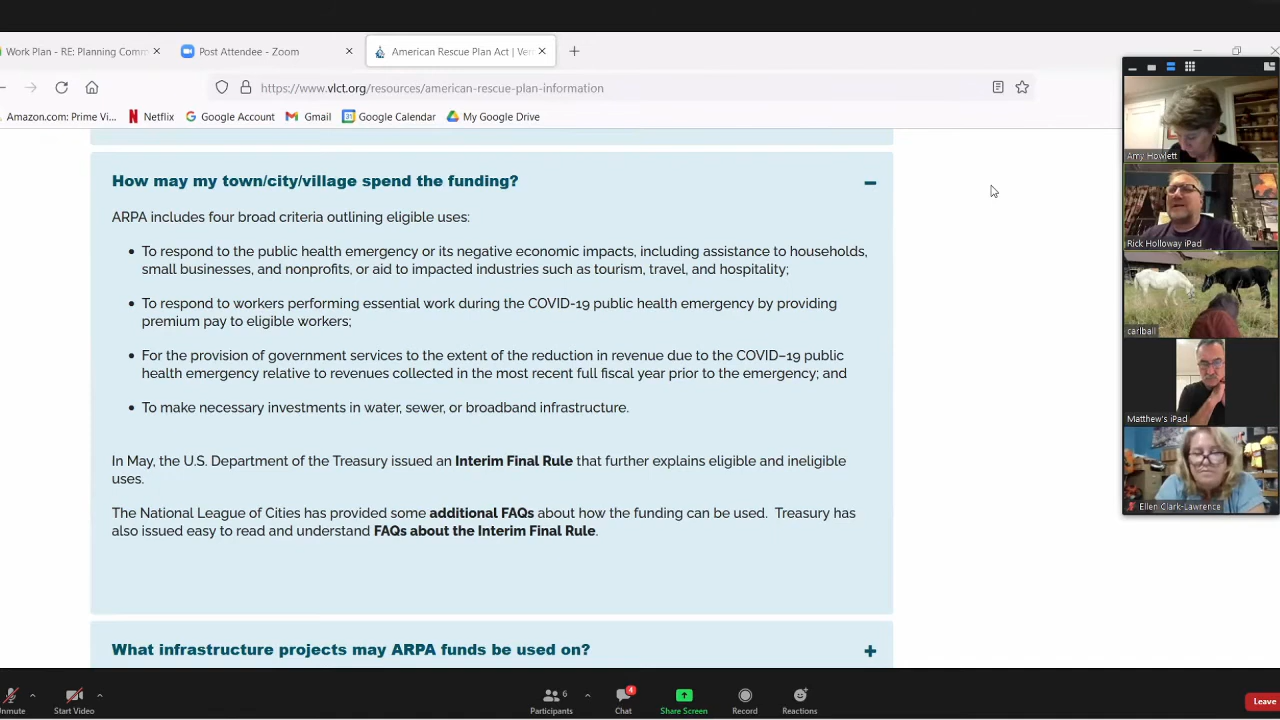 Work Plan - RE: Planning Comm
Post Attendee - Zoom
American Rescue Plan Act | Ver
https://www.vlct.org/resources/american-rescue-plan-information
Amazon.com: Prime Vi...
Netflix
Google Account
Gmail
Google Calendar
My Google Drive
How may my town/city/village spend the funding?
ARPA includes four broad criteria outlining eligible uses:
• To respond to the public health emergency or its negative economic impacts, including assistance to households,
small businesses, and nonprofits, or aid to impacted industries such as tourism, travel, and hospitality;
• To respond to workers performing essential work during the COVID-19 public health emergency by providing
premium pay to eligible workers;
• For the provision of government services to the extent of the reduction in revenue due to the COVID–19 public
health emergency relative to revenues collected in the most recent full fiscal year prior to the emergency; and
• To make necessary investments in water, sewer, or broadband infrastructure.
In May, the U.S. Department of the Treasury issued an Interim Final Rule that further explains eligible and ineligible
uses.
The National League of Cities has provided some additional FAQs about how the funding can be used. Treasury has
also issued easy to read and understand FAQs about the Interim Final Rule.
What infrastructure projects may ARPA funds be used on?
Amy Howlett
Rick Holloway iPad
carlball
Matthew's iPad
Ellen Clark-Lawrence
Unmute
Start Video
6
Participants
4
Chat
Share Screen
Record
Reactions
Leave